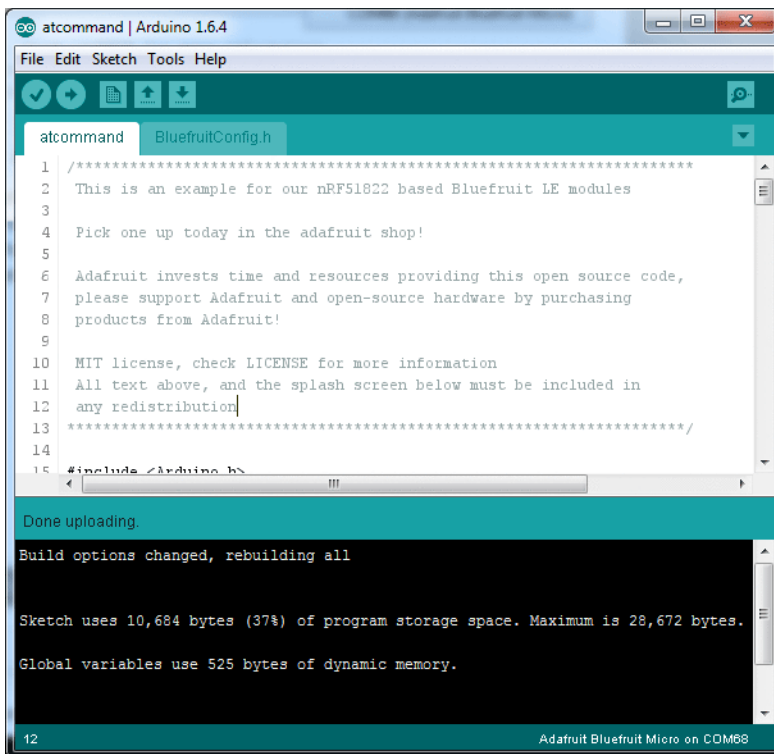 atcommand | Arduino 1.6.4
File Edit Sketch Tools Help
atcommand BluefruitConfig.h
1 /*********************************************************************
2 This is an example for our nRF51822 based Bluefruit LE modules
3
4 Pick one up today in the adafruit shop!
5
6 Adafruit invests time and resources providing this open source code,
7 please support Adafruit and open-source hardware by purchasing
8 products from Adafruit!
9
10 MIT license, check LICENSE for more information
11 All text above, and the splash screen below must be included in
12 any redistribution
13 *********************************************************************/
14
15 #include <Arduino.h>
Done uploading.
Build options changed, rebuilding all
Sketch uses 10,684 bytes (37%) of program storage space. Maximum is 28,672 bytes.
Global variables use 525 bytes of dynamic memory.
12 Adafruit Bluefruit Micro on COM68